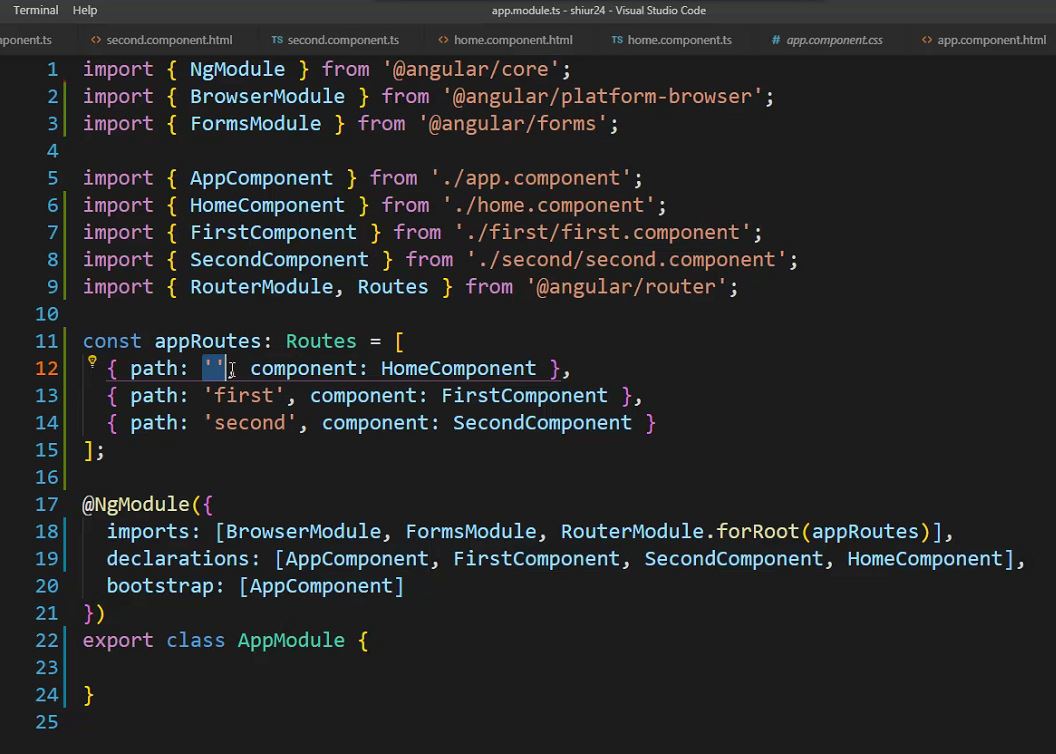 Terminal Help app.module.ts - shiur24 - Visual Studio Code
ponent.ts <> second.component.html TS second.component.ts <> home.component.html TS home.component.ts # app.component.css <> app.component.html
1 import { NgModule } from '@angular/core';
2 import { BrowserModule } from '@angular/platform-browser';
3 import { FormsModule } from '@angular/forms';
4
5 import { AppComponent } from './app.component';
6 import { HomeComponent } from './home.component';
7 import { FirstComponent } from './first/first.component';
8 import { SecondComponent } from './second/second.component';
9 import { RouterModule, Routes } from '@angular/router';
10
11 const appRoutes: Routes = [
12 { path: '', component: HomeComponent },
13 { path: 'first', component: FirstComponent },
14 { path: 'second', component: SecondComponent }
15 ];
16
17 @NgModule({
18 imports: [BrowserModule, FormsModule, RouterModule.forRoot(appRoutes)],
19 declarations: [AppComponent, FirstComponent, SecondComponent, HomeComponent],
20 bootstrap: [AppComponent]
21 })
22 export class AppModule {
23
24 }
25